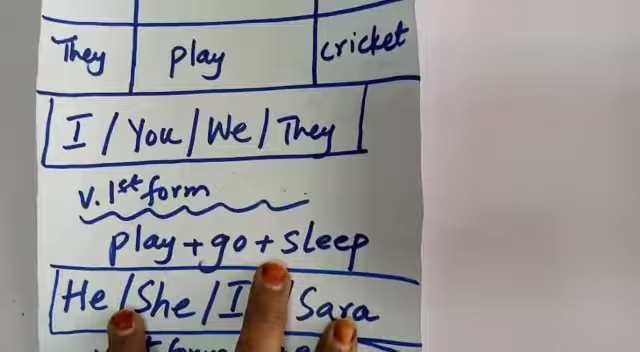 They play cricket
I / You / We / They
v. 1st form
play + go + sleep
He / She / I / Sara